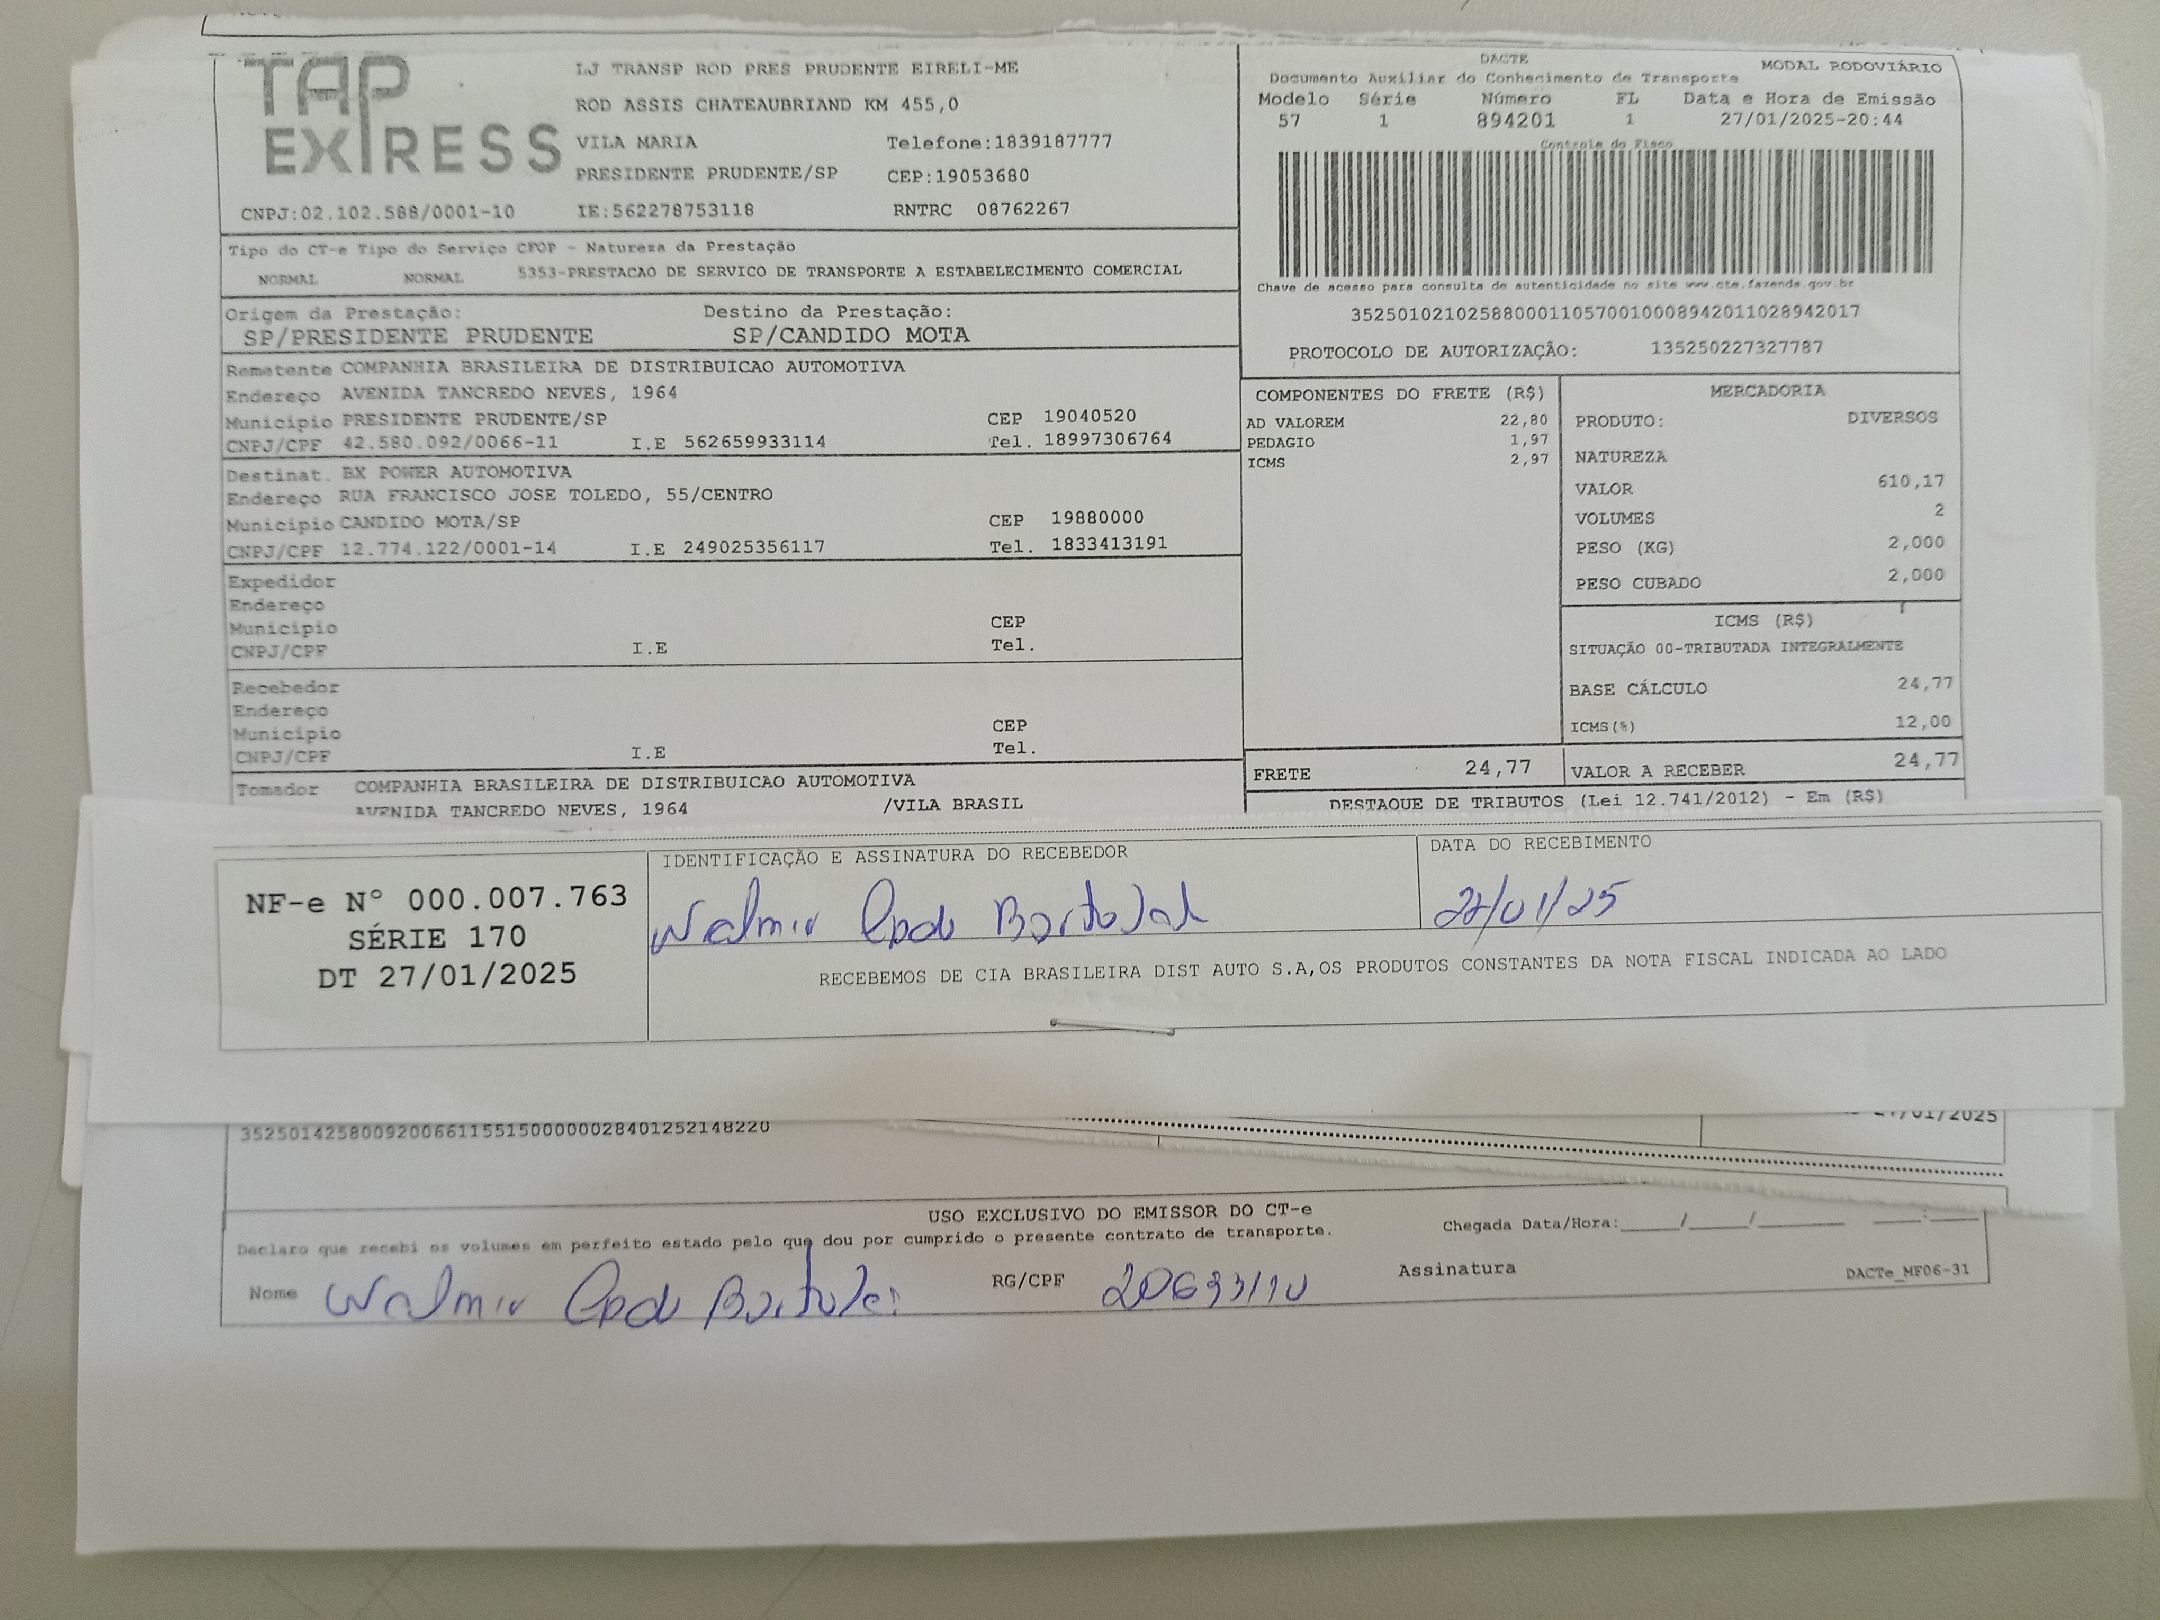 TAP
EXPRESS
LJ TRANSP ROD PRES PRUDENTE EIRELI-ME
ROD ASSIS CHATEAUBRIAND KM 455,0
VILA MARIA Telefone:1839187777
PRESIDENTE PRUDENTE/SP CEP:19053680
CNPJ:02.102.588/0001-10 IE:562278753118 RNTRC 08762267
DACTE MODAL RODOVIÁRIO
Documento Auxiliar do Conhecimento de Transporte
Modelo Série Número FL Data e Hora de Emissão
57 1 894201 1 27/01/2025-20:44
Controle do Fisco
Chave de acesso para consulta de autenticidade no site www.cte.fazenda.gov.br
35250102102588000110570010008942011028942017
PROTOCOLO DE AUTORIZAÇÃO: 135250227327787
Tipo do CT-e Tipo do Serviço CFOP - Natureza da Prestação
NORMAL NORMAL 5353-PRESTACAO DE SERVICO DE TRANSPORTE A ESTABELECIMENTO COMERCIAL
Origem da Prestação: Destino da Prestação:
SP/PRESIDENTE PRUDENTE SP/CANDIDO MOTA
Remetente COMPANHIA BRASILEIRA DE DISTRIBUICAO AUTOMOTIVA
Endereço AVENIDA TANCREDO NEVES, 1964
Município PRESIDENTE PRUDENTE/SP CEP 19040520
CNPJ/CPF 42.580.092/0066-11 I.E 562659933114 Tel. 18997306764
Destinat. BX POWER AUTOMOTIVA
Endereço RUA FRANCISCO JOSE TOLEDO, 55/CENTRO
Município CANDIDO MOTA/SP CEP 19880000
CNPJ/CPF 12.774.122/0001-14 I.E 249025356117 Tel. 1833413191
Expedidor
Endereço
Município CEP
CNPJ/CPF I.E Tel.
Recebedor
Endereço
Município CEP
CNPJ/CPF I.E Tel.
Tomador COMPANHIA BRASILEIRA DE DISTRIBUICAO AUTOMOTIVA
AVENIDA TANCREDO NEVES, 1964 /VILA BRASIL
COMPONENTES DO FRETE (R$)
AD VALOREM 22,80
PEDAGIO 1,97
ICMS 2,97
MERCADORIA
PRODUTO: DIVERSOS
NATUREZA
VALOR 610,17
VOLUMES 2
PESO (KG) 2,000
PESO CUBADO 2,000
ICMS (R$)
SITUAÇÃO 00-TRIBUTADA INTEGRALMENTE
BASE CÁLCULO 24,77
ICMS(%) 12,00
FRETE 24,77 VALOR A RECEBER 24,77
DESTAQUE DE TRIBUTOS (Lei 12.741/2012) - Em (R$)
NF-e Nº 000.007.763
SÉRIE 170
DT 27/01/2025
IDENTIFICAÇÃO E ASSINATURA DO RECEBEDOR DATA DO RECEBIMENTO
Walmir
RECEBEMOS DE CIA BRASILEIRA DIST AUTO S.A,OS PRODUTOS CONSTANTES DA NOTA FISCAL INDICADA AO LADO
35250142580092006611551500000028401252148220 27/01/2025
USO EXCLUSIVO DO EMISSOR DO CT-e
Declaro que recebi os volumes em perfeito estado pelo que dou por cumprido o presente contrato de transporte. Chegada Data/Hora:____/____/______ ____:____
Nome Walmir RG/CPF Assinatura DACTe_MF06-31